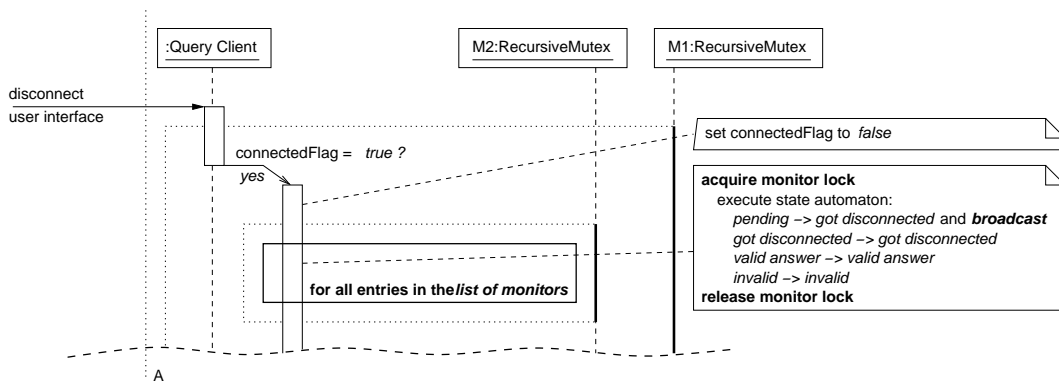 :Query Client
M2:RecursiveMutex
M1:RecursiveMutex
disconnect
user interface
connectedFlag = true ?
yes
set connectedFlag to false
acquire monitor lock
execute state automaton:
pending −> got disconnected and broadcast
got disconnected −> got disconnected
valid answer −> valid answer
invalid −> invalid
release monitor lock
for all entries in the list of monitors
A